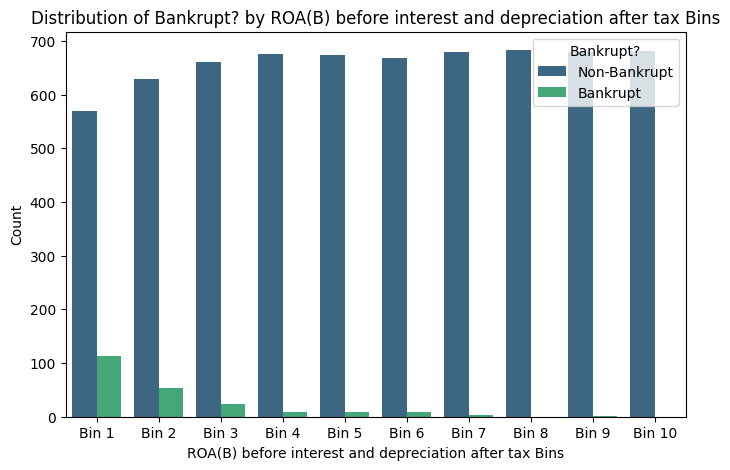 Distribution of Bankrupt? by ROA(B) before interest and depreciation after tax Bins
Bankrupt?
Non-Bankrupt
Bankrupt
Count
700
600
500
400
300
200
100
0
Bin 1 Bin 2 Bin 3 Bin 4 Bin 5 Bin 6 Bin 7 Bin 8 Bin 9 Bin 10
ROA(B) before interest and depreciation after tax Bins